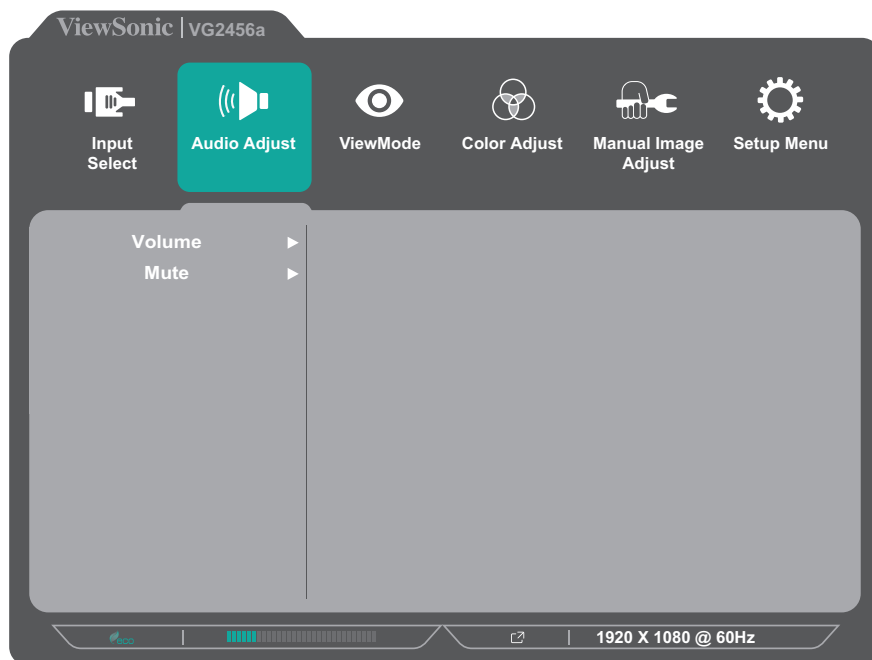 ViewSonic | VG2456a
Input
Select
Audio Adjust
ViewMode
Color Adjust
Manual Image
Adjust
Setup Menu
Volume
Mute
eco
1920 X 1080 @ 60Hz